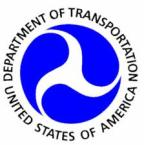 DEPARTMENT OF TRANSPORTATION
UNITED STATES OF AMERICA